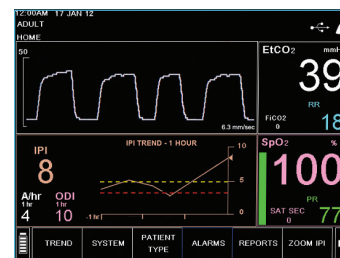 12:00AM 17 JAN 12
ADULT
HOME
50
6.3 mm/sec
EtCO2
39
RR
FiCO2
0
18
IPI
8
IPI TREND - 1 HOUR
10
5
0
-1 hr
A/hr
1 hr
4
ODI
1 hr
10
SpO2 %
100
PR
SAT SEC
0
77
TREND
SYSTEM
PATIENT
TYPE
ALARMS
REPORTS
ZOOM IPI